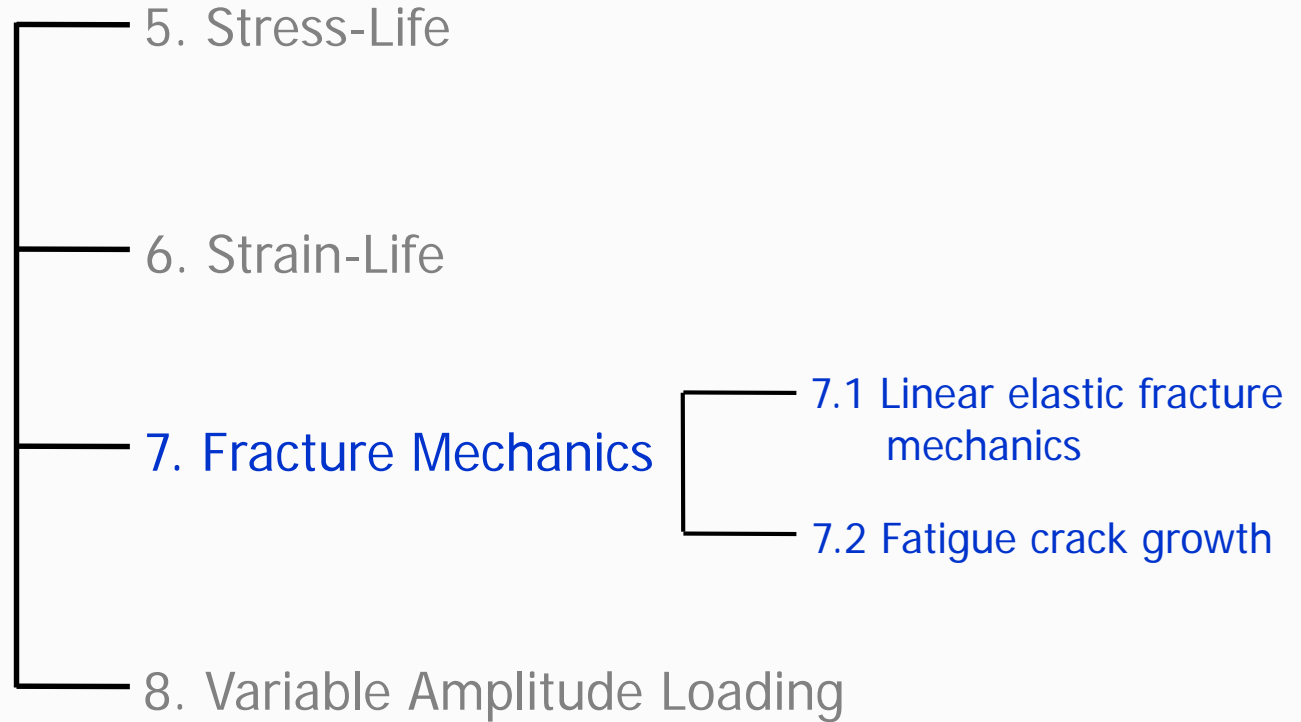 5. Stress-Life
6. Strain-Life
7. Fracture Mechanics
7.1 Linear elastic fracture
mechanics
7.2 Fatigue crack growth
8. Variable Amplitude Loading